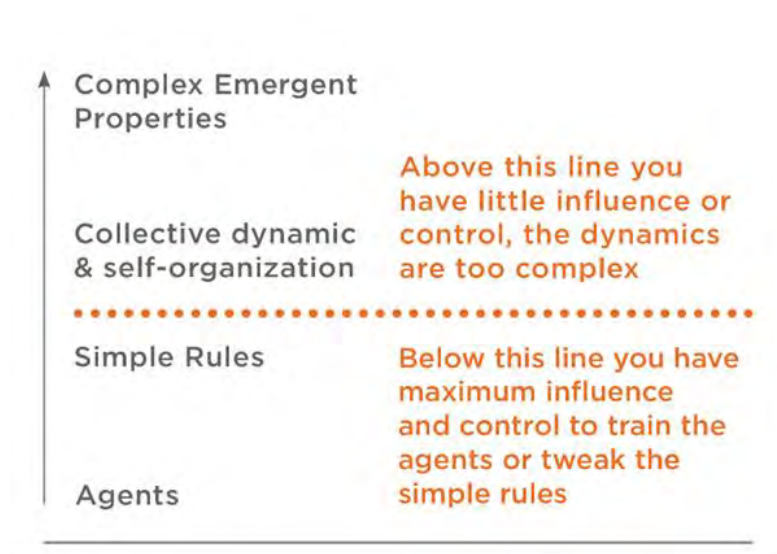 Complex Emergent
Properties
Above this line you
have little influence or
control, the dynamics
are too complex
Collective dynamic
& self-organization
Simple Rules
Below this line you have
maximum influence
and control to train the
agents or tweak the
simple rules
Agents